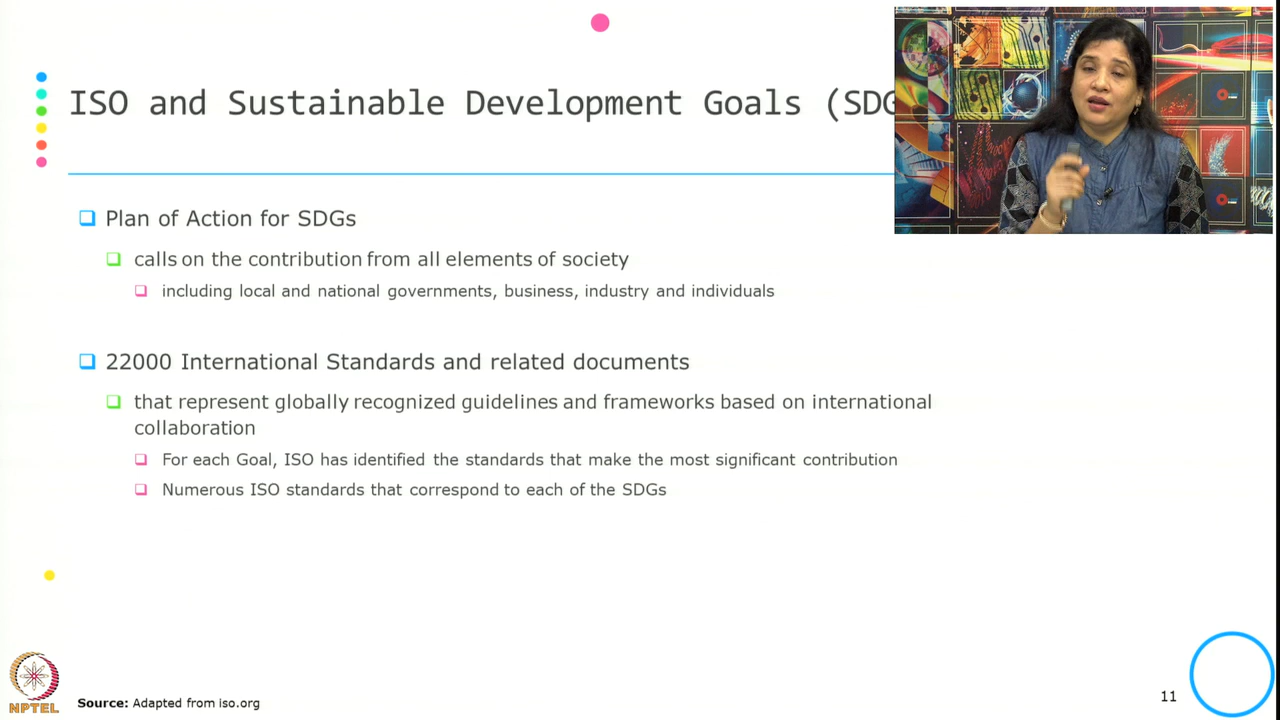 ISO and Sustainable Development Goals (SDG
Plan of Action for SDGs
calls on the contribution from all elements of society
including local and national governments, business, industry and individuals
22000 International Standards and related documents
that represent globally recognized guidelines and frameworks based on international
collaboration
For each Goal, ISO has identified the standards that make the most significant contribution
Numerous ISO standards that correspond to each of the SDGs
NPTEL
Source: Adapted from iso.org
11